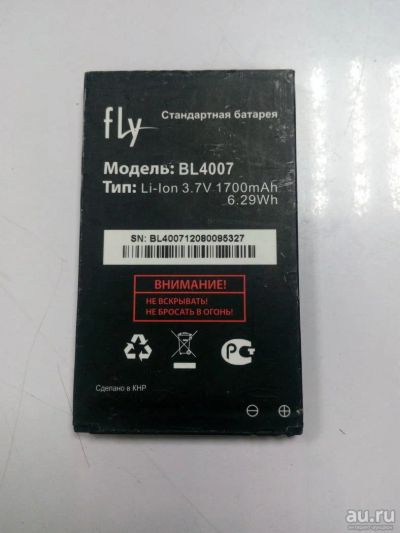 fly
Стандартная батарея
Модель: BL4007
Тип: Li-Ion 3.7V 1700mAh
6.29Wh
SN: BL400712080095327
ВНИМАНИЕ!
НЕ ВСКРЫВАТЬ!
НЕ БРОСАТЬ В ОГОНЬ!
Сделано в КНР
au.ru